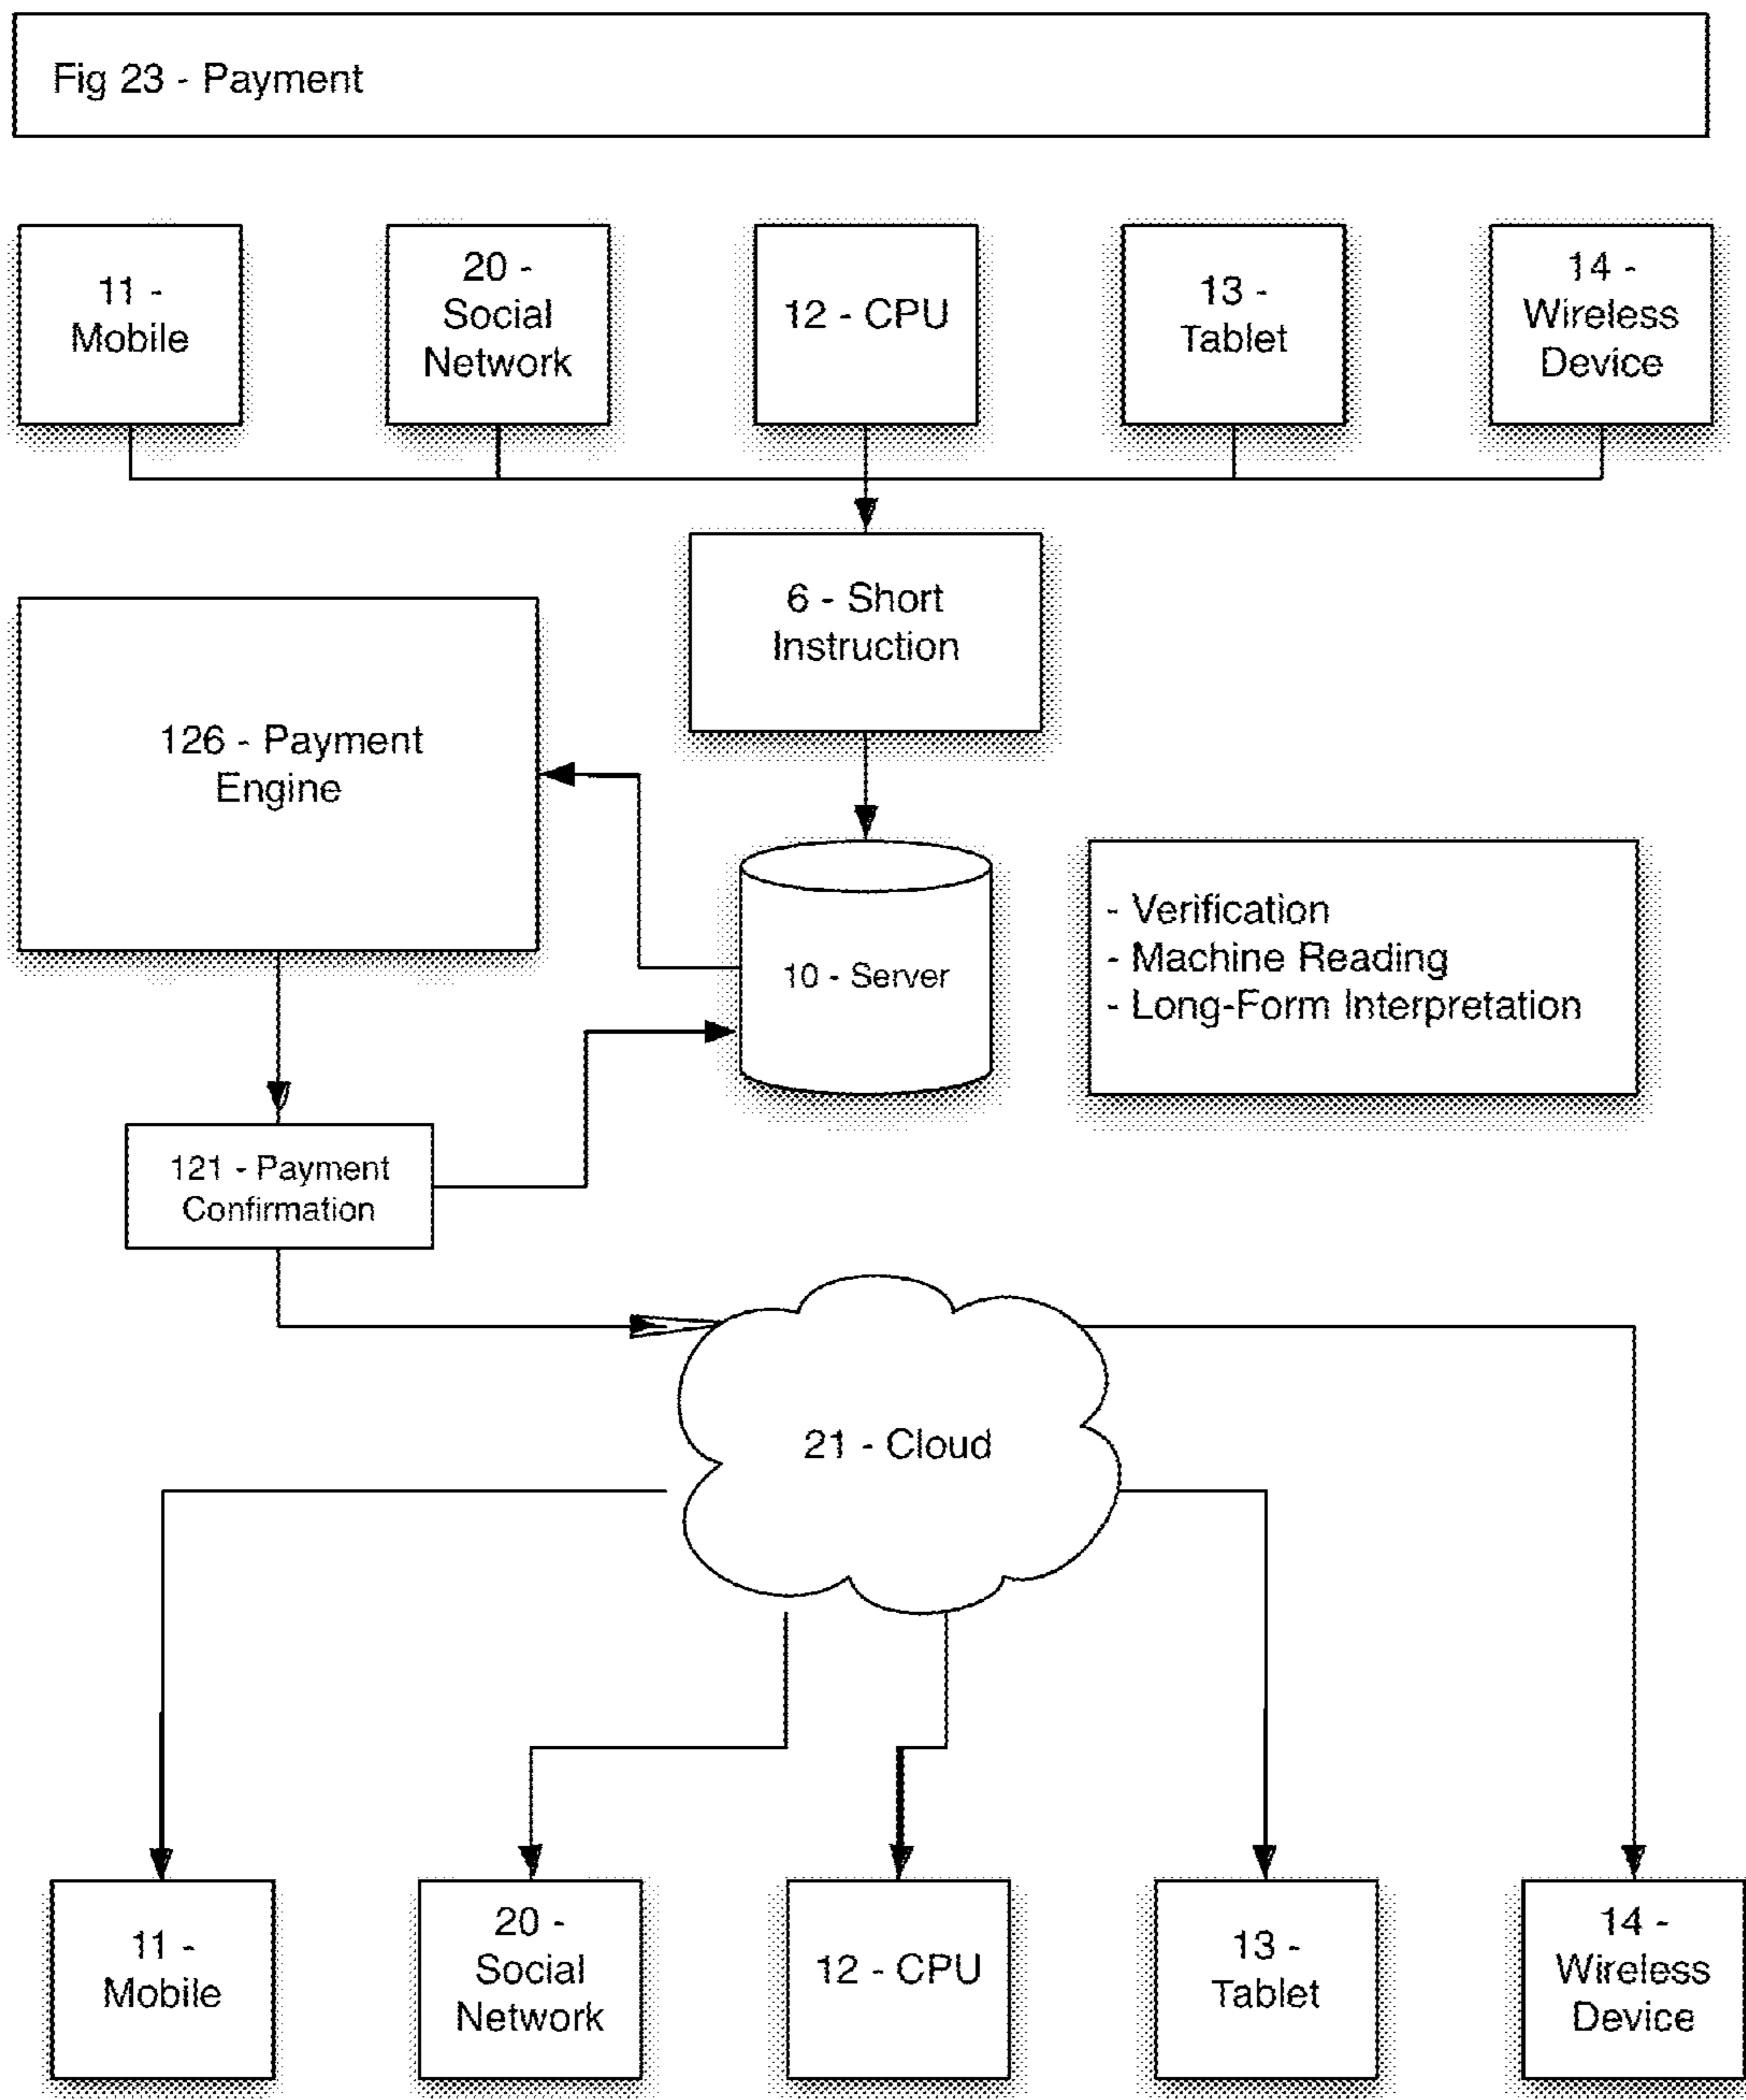 Fig 23 - Payment
11 -
Mobile
20 -
Social
Network
12 - CPU
13 -
Tablet
14 -
Wireless
Device
6 - Short
Instruction
126 - Payment
Engine
10 - Server
- Verification
- Machine Reading
- Long-Form Interpretation
121 - Payment
Confirmation
21 - Cloud
11 -
Mobile
20 -
Social
Network
12 - CPU
13 -
Tablet
14 -
Wireless
Device